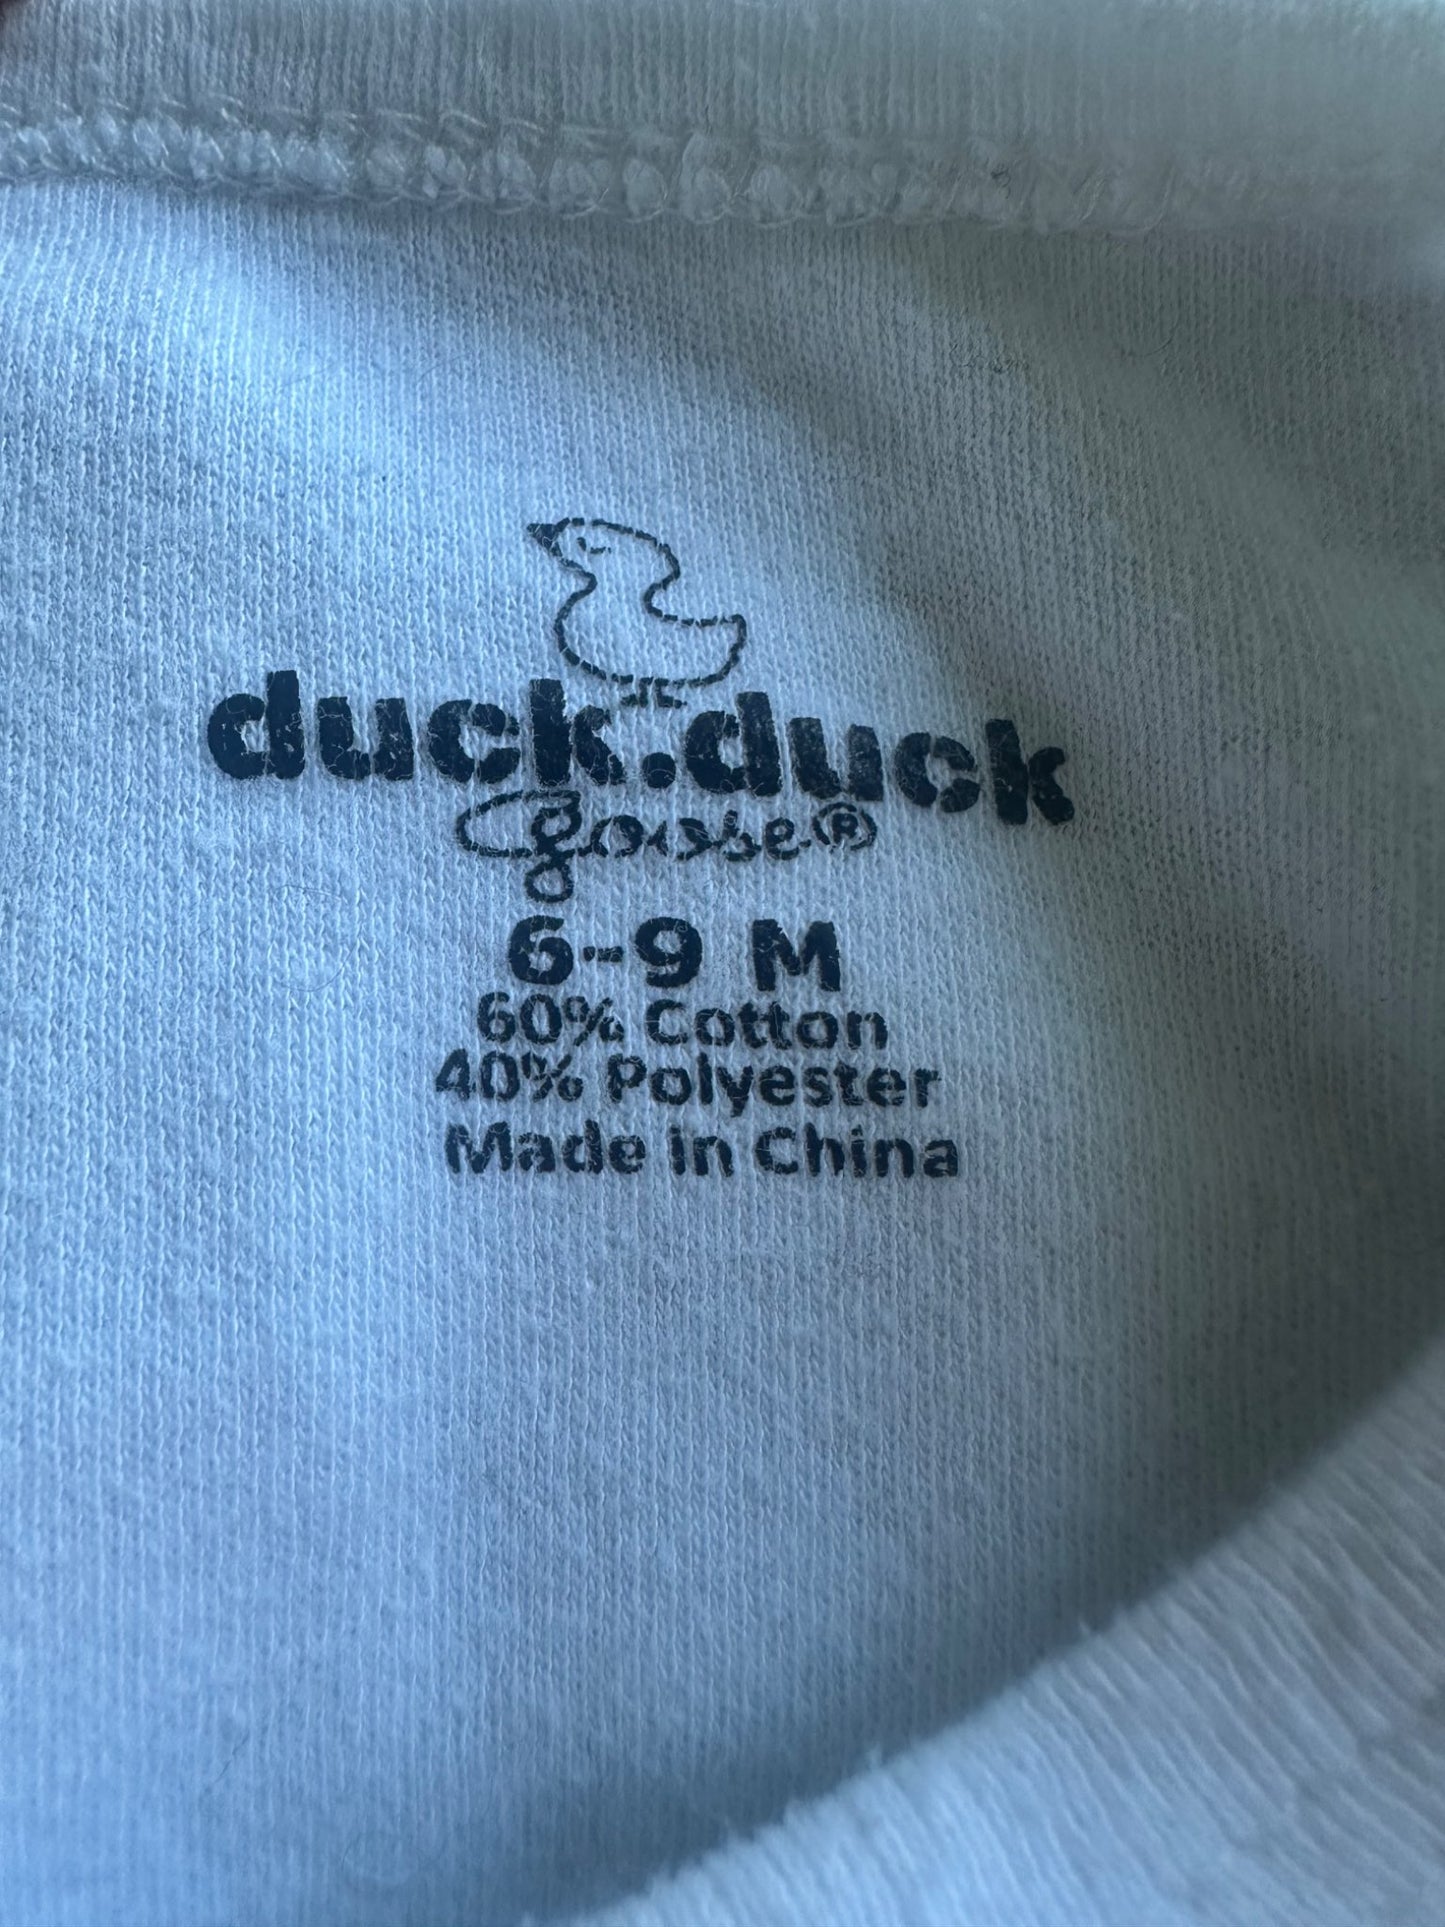 duck.duck
goose®
6-9 M
60% Cotton
40% Polyester
Made in China